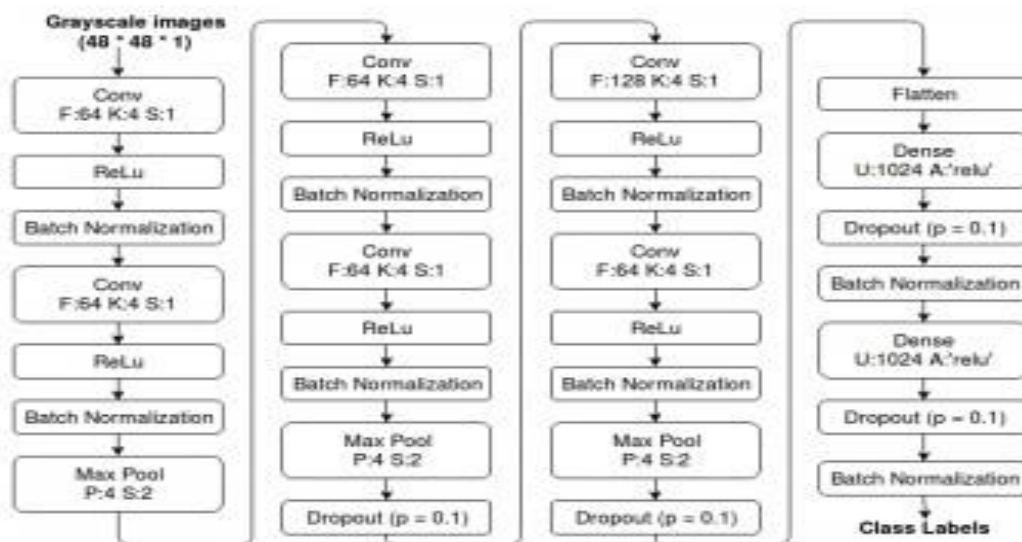 Grayscale images
(48 * 48 * 1)
Conv
F:64 K:4 S:1
ReLu
Batch Normalization
Conv
F:64 K:4 S:1
ReLu
Batch Normalization
Max Pool
P:4 S:2
Conv
F:64 K:4 S:1
ReLu
Batch Normalization
Conv
F:64 K:4 S:1
ReLu
Batch Normalization
Max Pool
P:4 S:2
Dropout (p = 0.1)
Conv
F:128 K:4 S:1
ReLu
Batch Normalization
Conv
F:64 K:4 S:1
ReLu
Batch Normalization
Max Pool
P:4 S:2
Dropout (p = 0.1)
Flatten
Dense
U:1024 A:'relu'
Dropout (p = 0.1)
Batch Normalization
Dense
U:1024 A:'relu'
Dropout (p = 0.1)
Batch Normalization
Class Labels